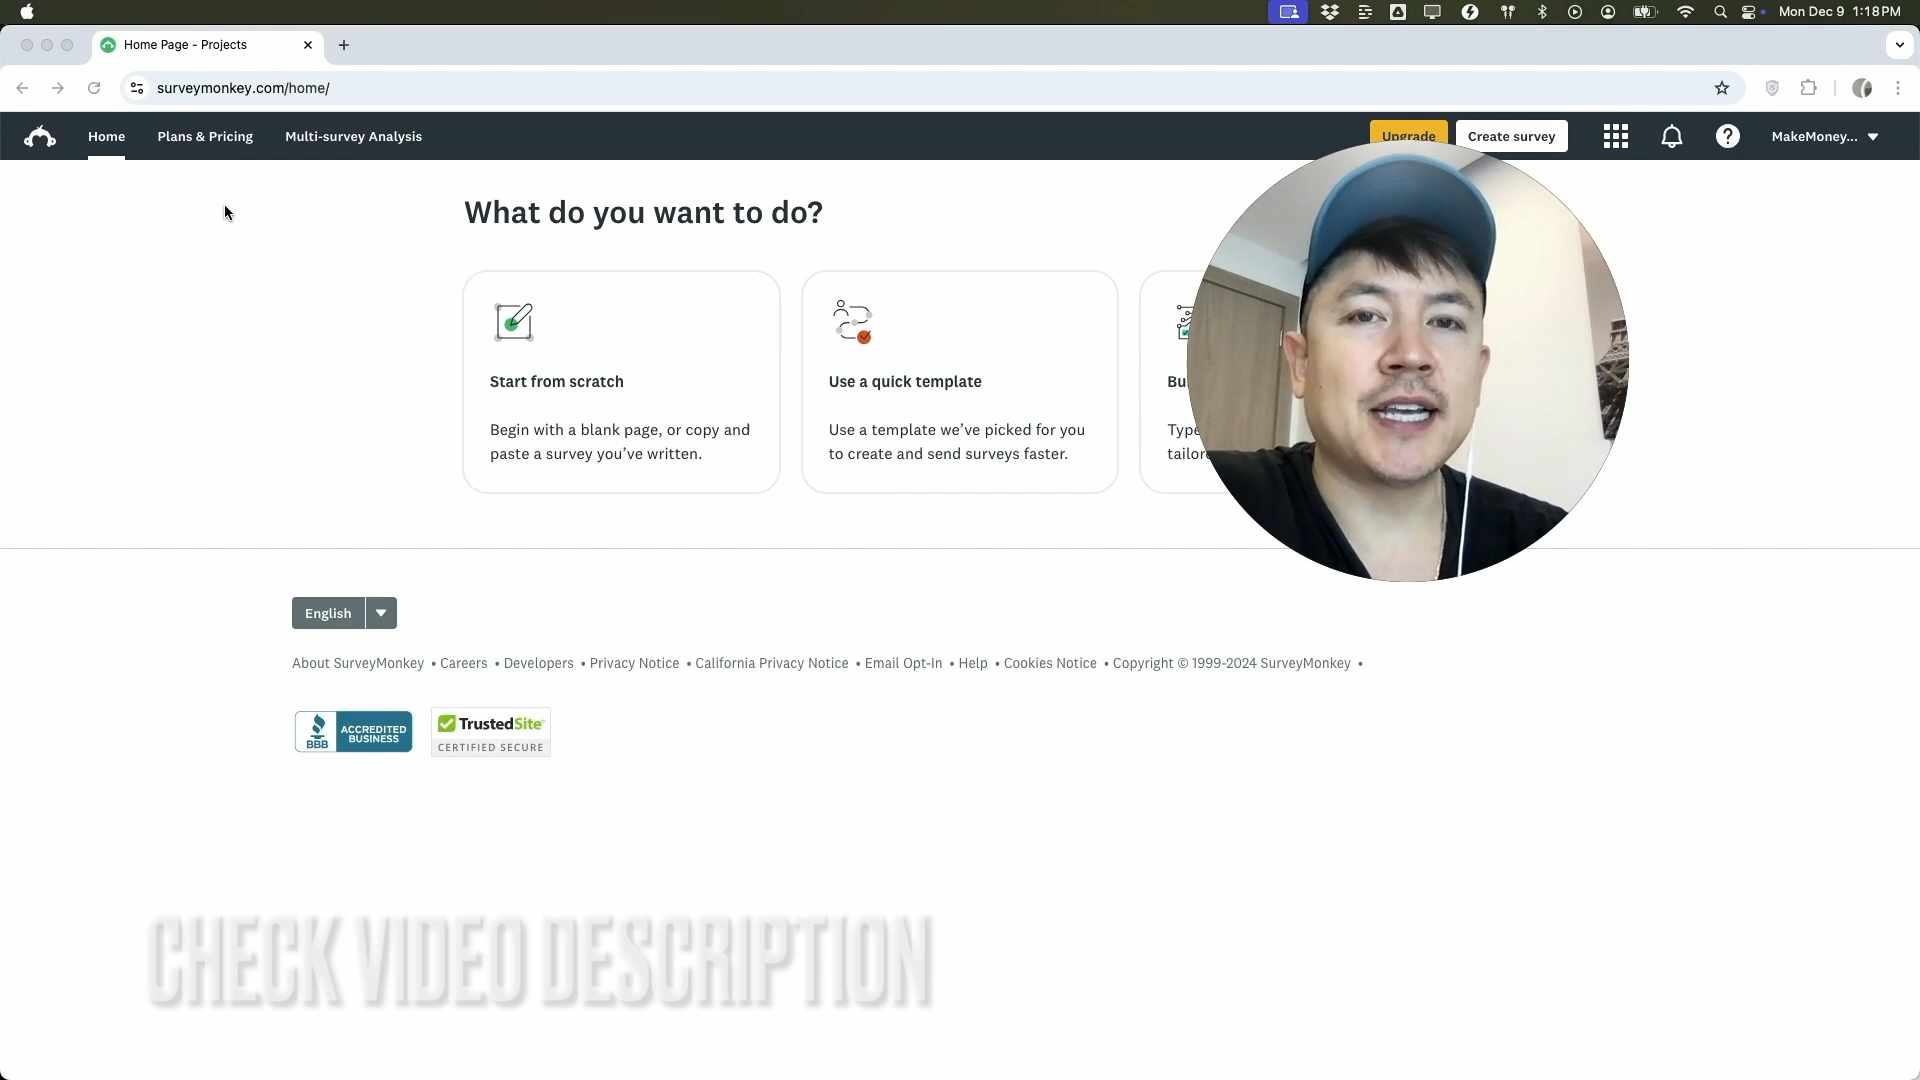 Mon Dec 9 1:18 PM
Home Page - Projects
surveymonkey.com/home/
Home Plans & Pricing Multi-survey Analysis Upgrade Create survey MakeMoney...
What do you want to do?
Start from scratch
Begin with a blank page, or copy and
paste a survey you've written.
Use a quick template
Use a template we've picked for you
to create and send surveys faster.
English
About SurveyMonkey • Careers • Developers • Privacy Notice • California Privacy Notice • Email Opt-In • Help • Cookies Notice • Copyright © 1999-2024 SurveyMonkey •
BBB
ACCREDITED
BUSINESS
TrustedSite
CERTIFIED SECURE
CHECK VIDEO DESCRIPTION